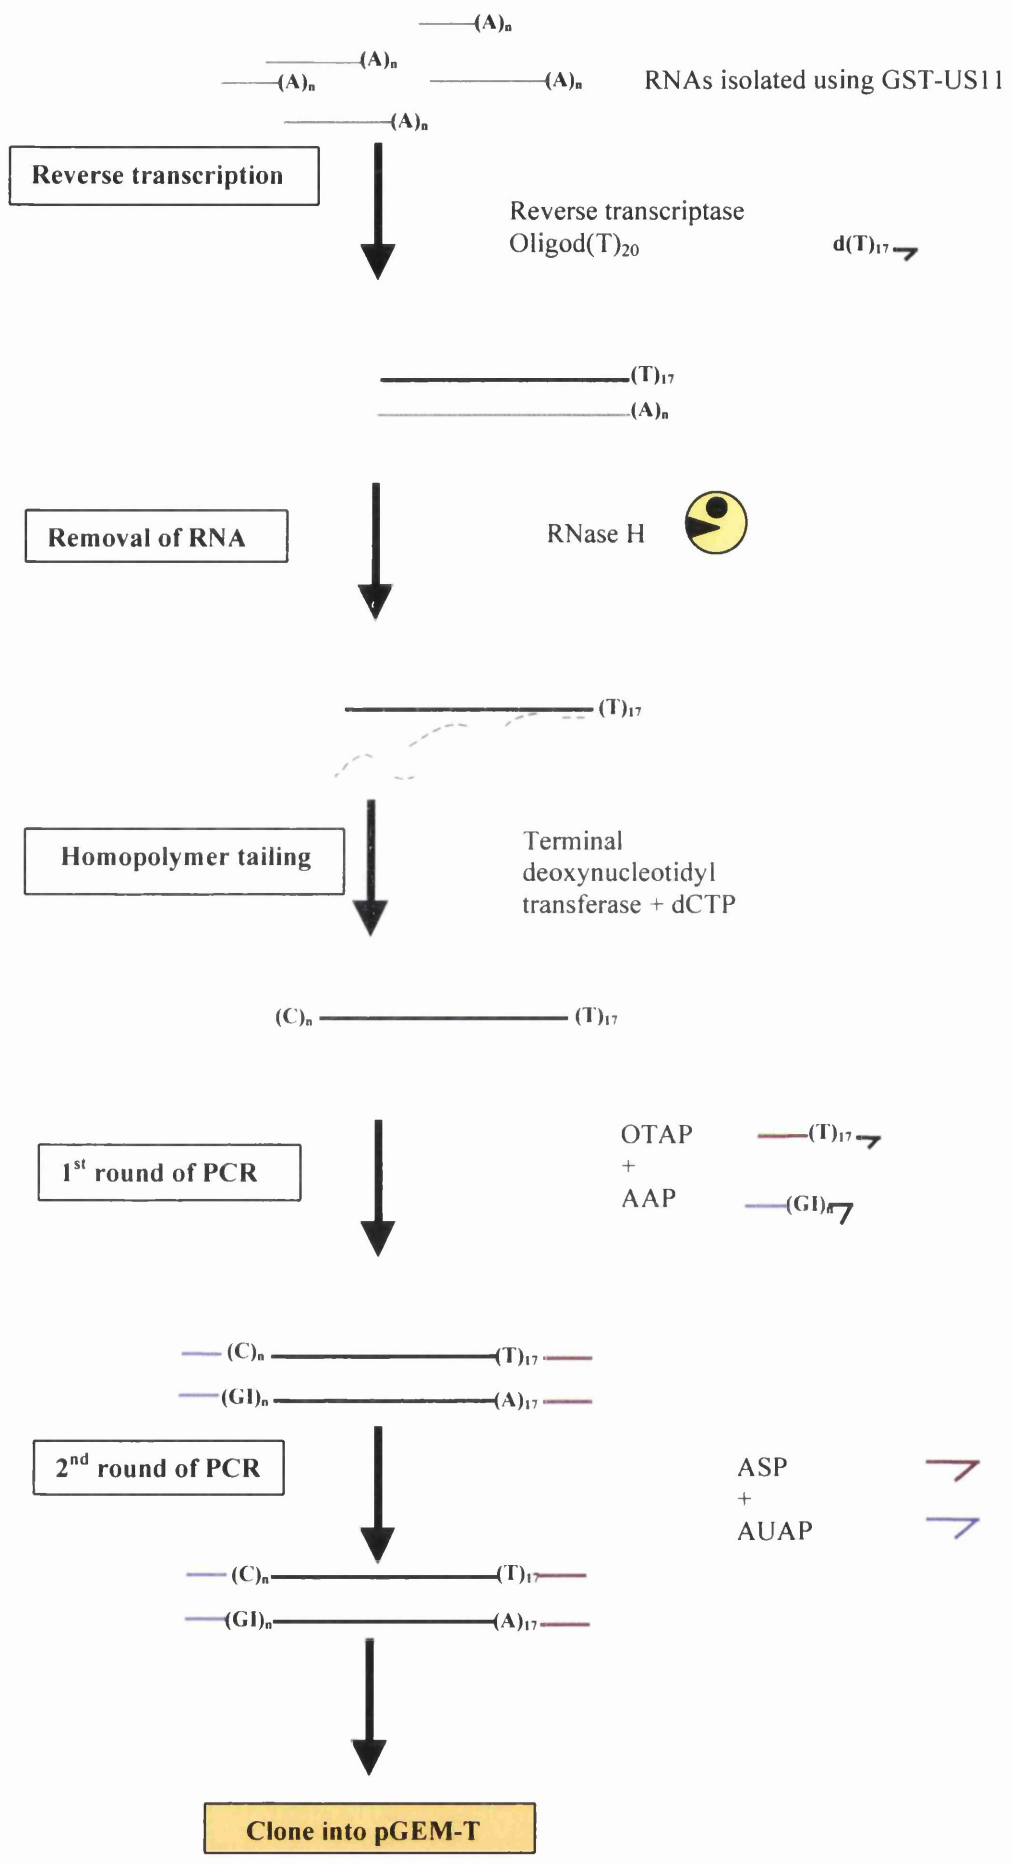 (A)n
(A)n
(A)n
(A)n
RNAs isolated using GST-US11
(A)n
Reverse transcription
Reverse transcriptase
Oligod(T)20
d(T)17
(T)17
(A)n
Removal of RNA
RNase H
(T)17
Homopolymer tailing
Terminal
deoxynucleotidyl
transferase + dCTP
(C)n
(T)17
1st round of PCR
OTAP
(T)17
+
AAP
(GI)n
(C)n
(T)17
(GI)n
(A)17
2nd round of PCR
ASP
+
AUAP
(C)n
(T)17
(GI)n
(A)17
Clone into pGEM-T